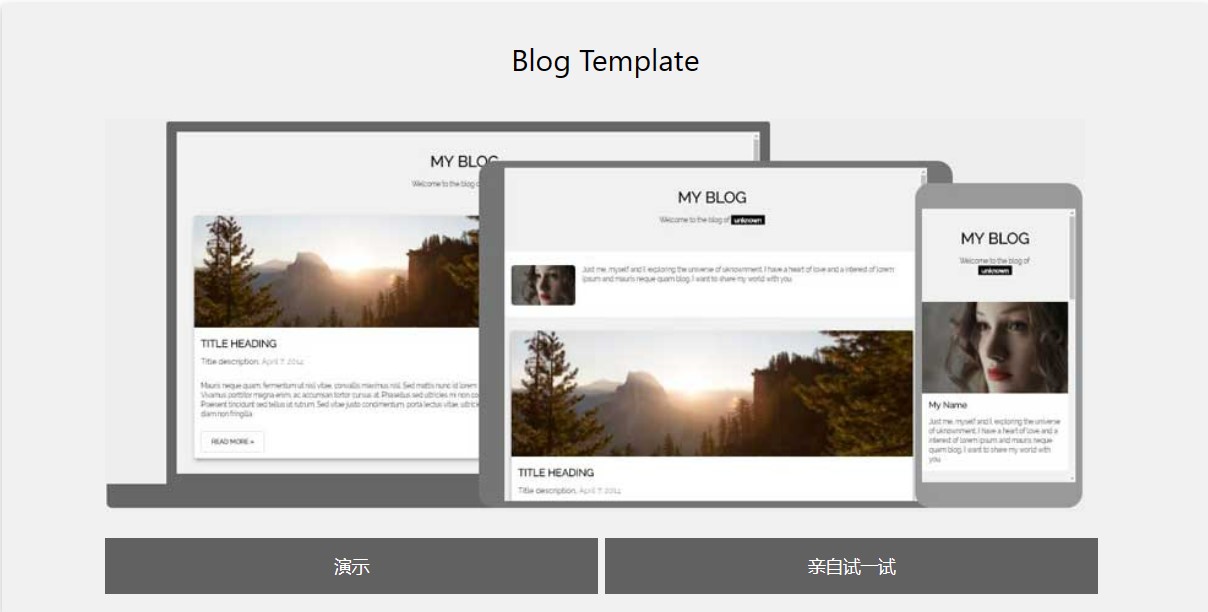 Blog Template
MY BLOG
Welcome to the blog
TITLE HEADING
Title description, April 7, 2014
Mauris neque quam, fermentum ut nisl vitae, convallis maximus nisl. Sed mattis nunc id lorem
Vivamus porttitor magna enim, ac accumsan tortor cursus at. Phasellus sed ultricies mi non
Praesent tincidunt sed tellus ut rutrum. Sed vitae justo condimentum, porta lectus vitae,
diam non fringilla.
READ MORE »
MY BLOG
Welcome to the blog of unknown
Just me, myself and I, exploring the universe of uknownment. I have a heart of love and a interest of lorem
ipsum and mauris neque quam blog. I want to share my world with you.
TITLE HEADING
Title description, April 7, 2014
MY BLOG
Welcome to the blog of
unknown
My Name
Just me, myself and I, exploring the universe
of uknownment. I have a heart of love and a
interest of lorem ipsum and mauris neque
quam blog. I want to share my world with
you.
演示
亲自试一试